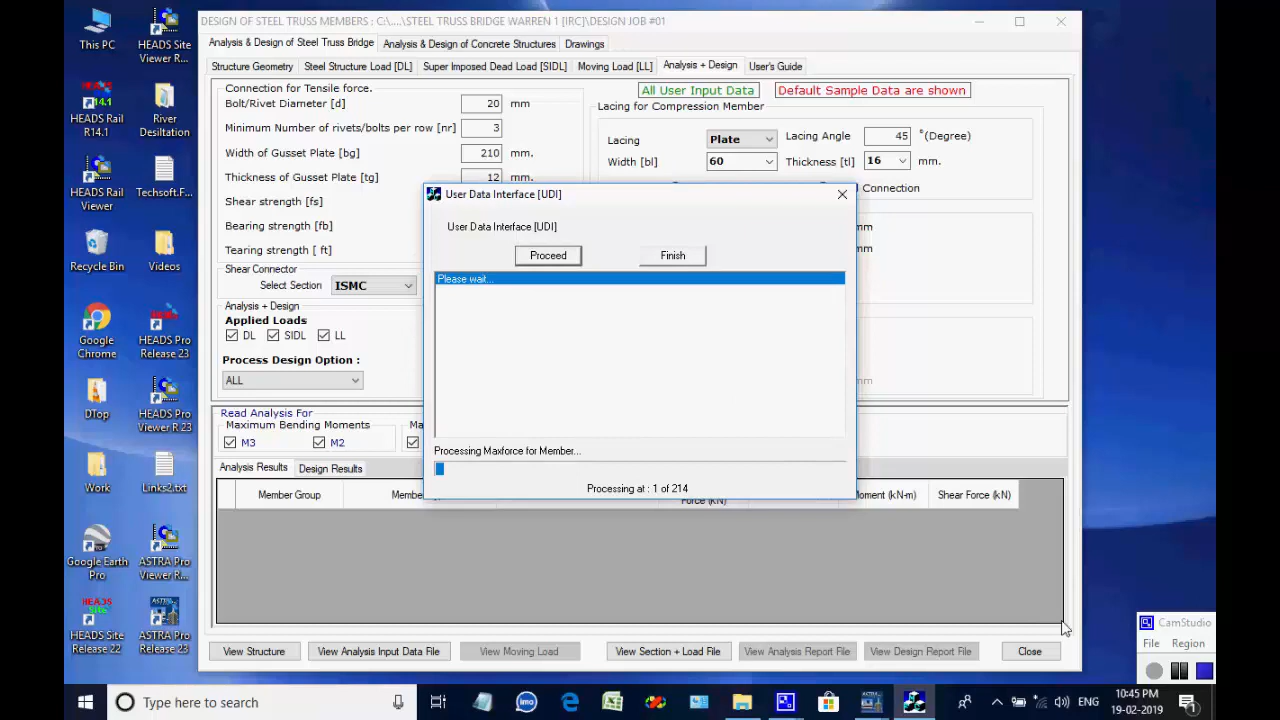 DESIGN OF STEEL TRUSS MEMBERS : C:\....\STEEL TRUSS BRIDGE WARREN 1 [IRC]\DESIGN JOB #01
Analysis & Design of Steel Truss Bridge
Analysis & Design of Concrete Structures
Drawings
Structure Geometry
Steel Structure Load [DL]
Super Imposed Dead Load [SIDL]
Moving Load [LL]
Analysis + Design
User's Guide
All User Input Data
Default Sample Data are shown
Connection for Tensile force.
Bolt/Rivet Diameter [d]
20
mm
Minimum Number of rivets/bolts per row [nr]
3
Width of Gusset Plate [bg]
210
mm.
Thickness of Gusset Plate [tg]
12
mm.
Shear strength [fs]
Bearing strength [fb]
Tearing strength [ ft]
Shear Connector
Select Section
ISMC
Analysis + Design
Applied Loads
DL
SIDL
LL
Process Design Option :
ALL
Lacing for Compression Member
Lacing
Plate
Lacing Angle
45
°(Degree)
Width [bl]
60
Thickness [tl]
16
mm.
Connection
mm
mm
mm
User Data Interface [UDI]
User Data Interface [UDI]
Proceed
Finish
Please wait...
Processing Maxforce for Member...
Processing at : 1 of 214
Read Analysis For
Maximum Bending Moments
M3
M2
Ma
Analysis Results
Design Results
Member Group
Memb
Force (kN)
Moment (kN-m)
Shear Force (kN)
View Structure
View Analysis Input Data File
View Moving Load
View Section + Load File
View Analysis Report File
View Design Report File
Close
This PC
HEADS Site
Viewer R...
14.1
HEADS Rail
R14.1
River
Desiltation
HEADS Rail
Viewer
Techsoft.F...
Recycle Bin
Videos
Google
Chrome
HEADS Pro
Release 23
DTop
HEADS Pro
Viewer R 23
Work
Links2.txt
Google Earth
Pro
ASTRA Pro
Viewer R...
HEADS Site
Release 22
ASTRA Pro
Release 23
CamStudio
File
Region
Type here to search
imo
ENG
10:45 PM
19-02-2019
1